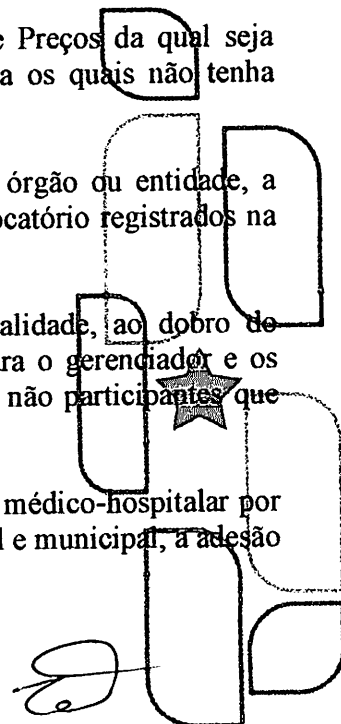 e Preços da qual seja
a os quais não tenha
órgão ou entidade, a
ocatório registrados na
alidade, ao dobro do
ra o gerenciador e os
não participantes que
médico-hospitalar por
l e municipal, a adesão